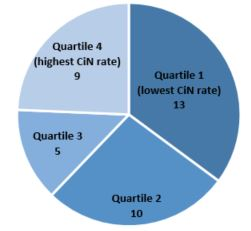 Quartile 4
(highest CiN rate)
9
Quartile 1
(lowest CiN rate)
13
Quartile 3
5
Quartile 2
10